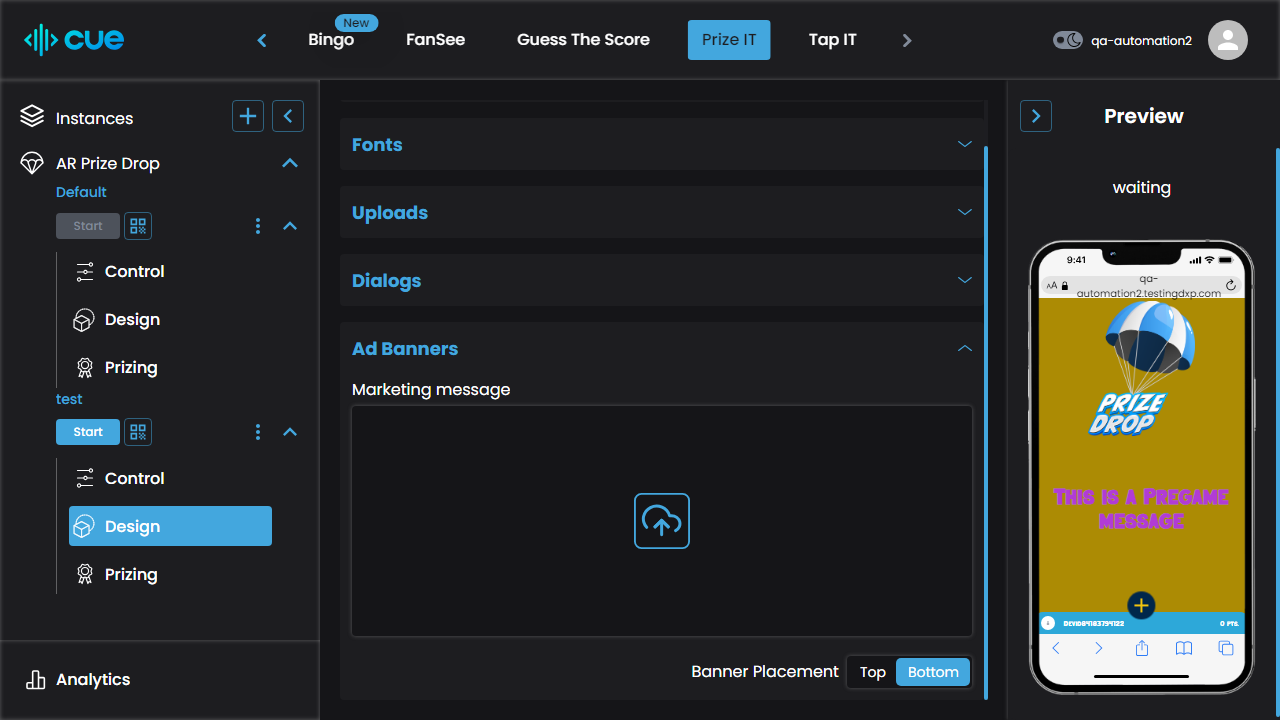 cue
New
Bingo
FanSee
Guess The Score
Prize IT
Tap IT
qa-automation2
Instances
AR Prize Drop
Default
Start
Control
Design
Prizing
test
Start
Control
Design
Prizing
Analytics
Fonts
Uploads
Dialogs
Ad Banners
Marketing message
Banner Placement
Top
Bottom
Preview
waiting
9:41
AA
qa-
automation2.testingdxp.com
PRIZE
DROP
This is a Pregame
message
0 PTS.